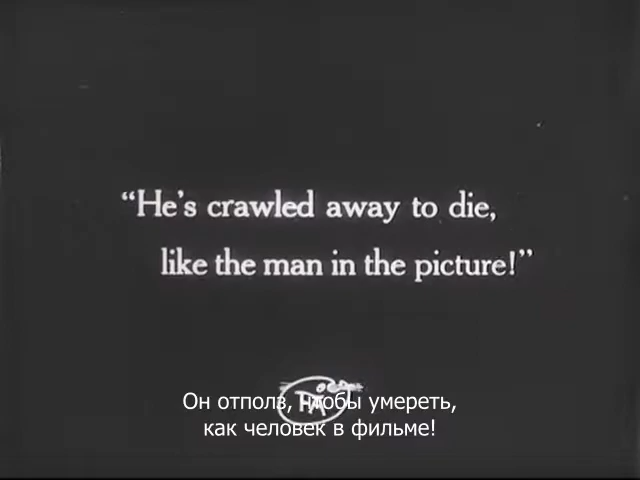 “He's crawled away to die,
like the man in the picture!”
Он отполз, чтобы умереть,
как человек в фильме!